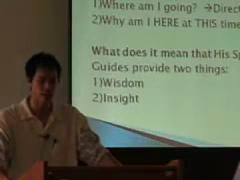 1)Where am I going? →Direct
2)Why am I HERE at THIS time
What does it mean that His Sp
Guides provide two things:
1)Wisdom
2)Insight